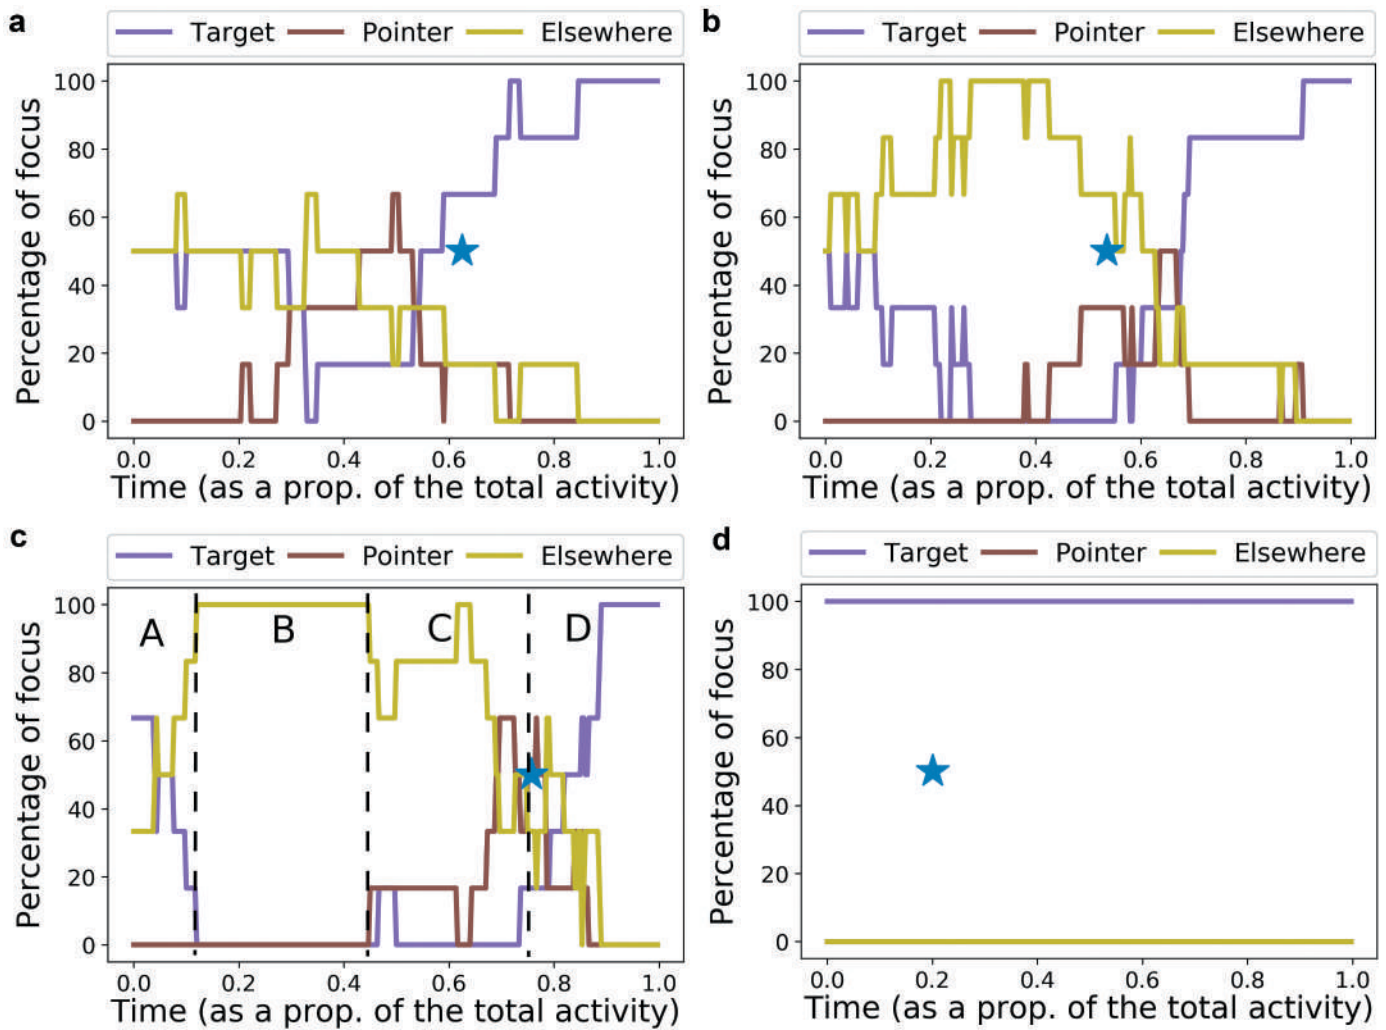 a
Target Pointer Elsewhere
Percentage of focus
100
80
60
40
20
0
0.0 0.2 0.4 0.6 0.8 1.0
Time (as a prop. of the total activity)
b
Target Pointer Elsewhere
Percentage of focus
100
80
60
40
20
0
0.0 0.2 0.4 0.6 0.8 1.0
Time (as a prop. of the total activity)
c
Target Pointer Elsewhere
Percentage of focus
100
80
60
40
20
0
A B C D
0.0 0.2 0.4 0.6 0.8 1.0
Time (as a prop. of the total activity)
d
Target Pointer Elsewhere
Percentage of focus
100
80
60
40
20
0
0.0 0.2 0.4 0.6 0.8 1.0
Time (as a prop. of the total activity)